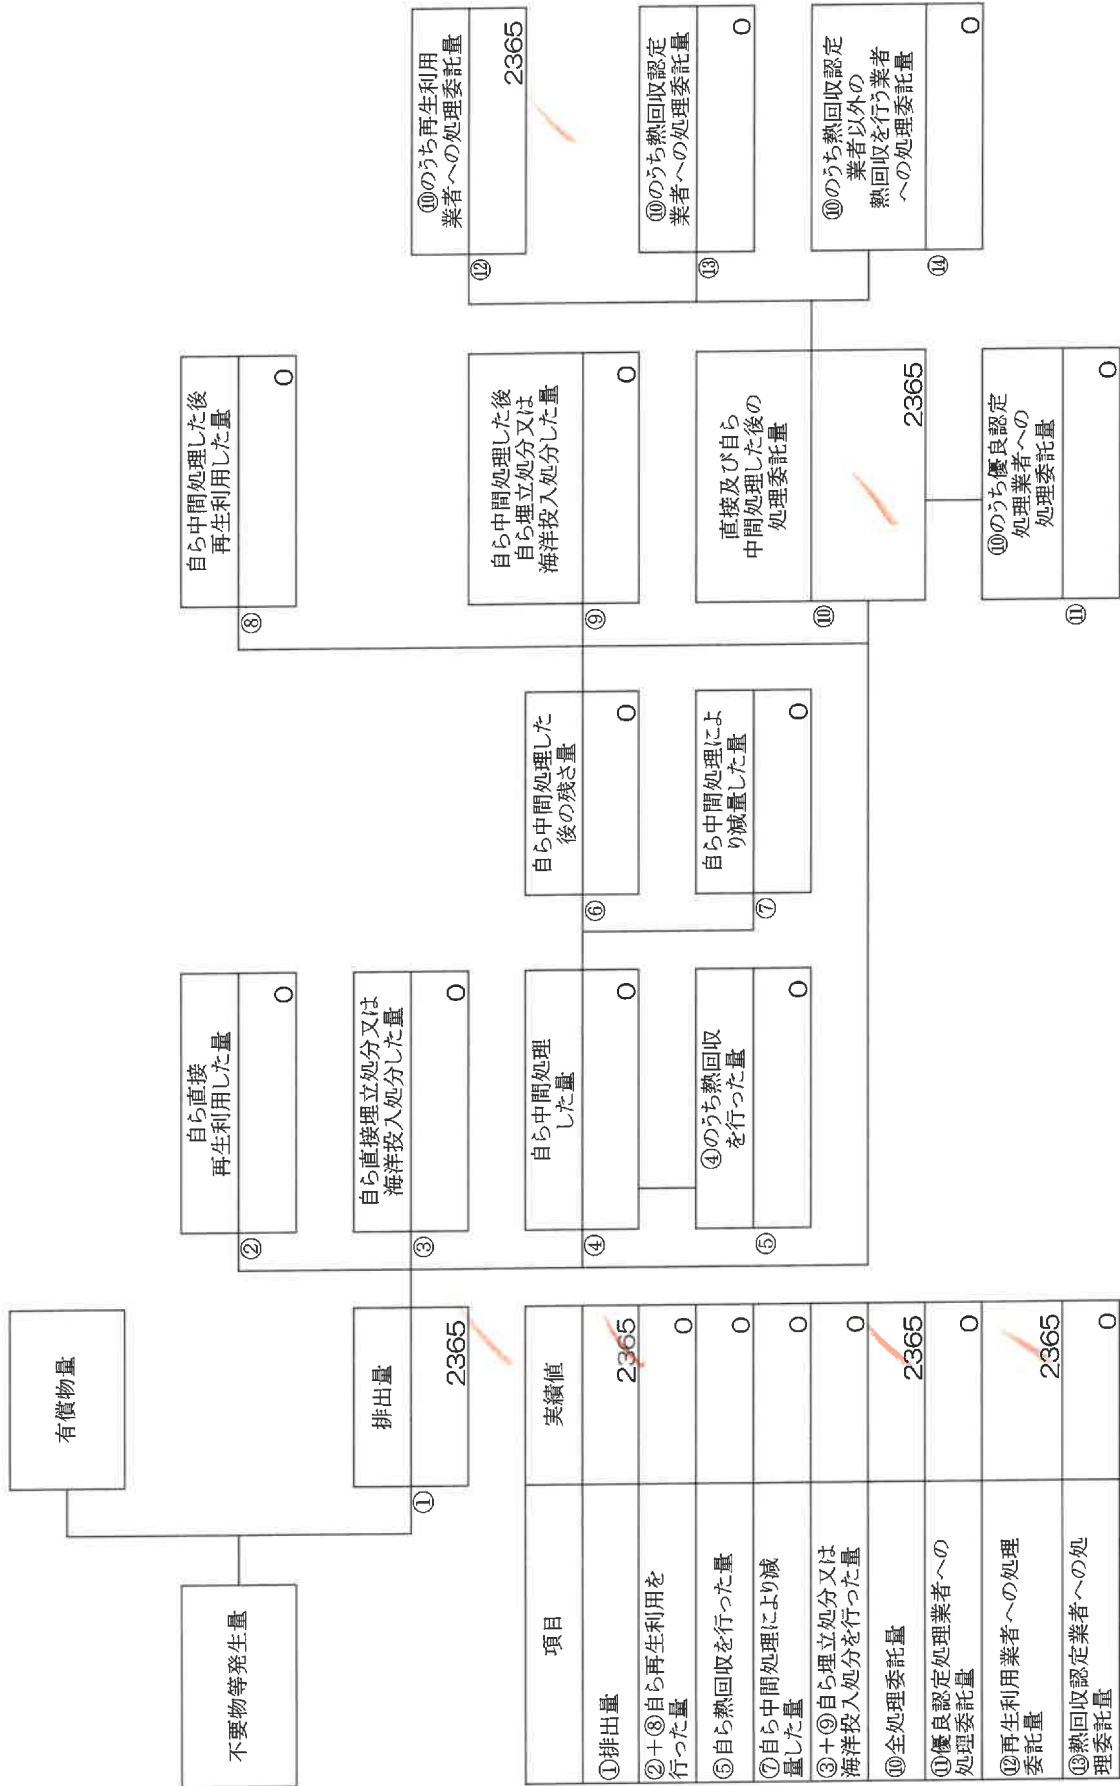 不要物等発生量
有償物量
①
排出量
2365
②
自ら直接
再生利用した量
0
③
自ら直接埋立処分又は
海洋投入処分した量
0
④
自ら中間処理
した量
0
⑤
④のうち熱回収
を行った量
0
⑥
自ら中間処理した
後の残さ量
0
⑦
自ら中間処理によ
り減量した量
0
⑧
自ら中間処理した後
再生利用した量
0
⑨
自ら中間処理した後
自ら埋立処分又は
海洋投入処分した量
0
⑩
直接及び自ら
中間処理した後の
処理委託量
2365
⑪
⑩のうち優良認定
処理業者への
処理委託量
0
⑫
⑩のうち再生利用
業者への処理委託量
2365
⑬
⑩のうち熱回収認定
業者への処理委託量
0
⑭
⑩のうち熱回収認定
業者以外の
熱回収を行う業者
への処理委託量
0
項目 実績値
①排出量 2365
②+⑧自ら再生利用を
行った量 0
⑤自ら熱回収を行った量 0
⑦自ら中間処理により減
量した量 0
③+⑨自ら埋立処分又は
海洋投入処分を行った量 0
⑩全処理委託量 2365
⑪優良認定処理業者への
処理委託量 0
⑫再生利用業者への処理
委託量 2365
⑬熱回収認定業者への処
理委託量 0